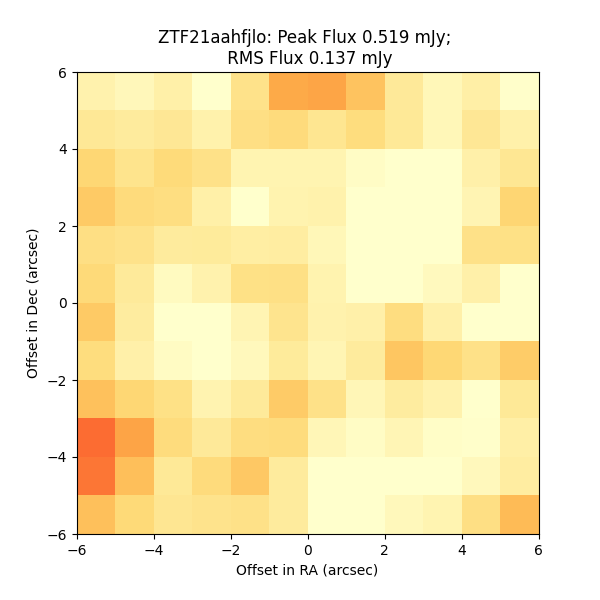 ZTF21aahfjlo: Peak Flux 0.519 mJy;
RMS Flux 0.137 mJy
6
4
2
0
−2
−4
−6
Offset in Dec (arcsec)
−6 −4 −2 0 2 4 6
Offset in RA (arcsec)